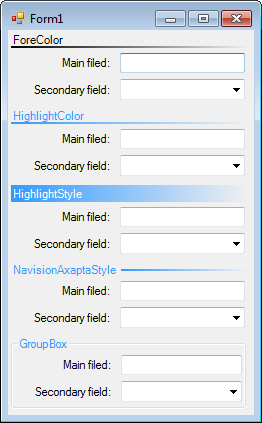 Form1
ForeColor
Main filed:
Secondary field:
HighlightColor
Main filed:
Secondary field:
HighlightStyle
Main filed:
Secondary field:
NavisionAxaptaStyle
Main filed:
Secondary field:
GroupBox
Main filed:
Secondary field: